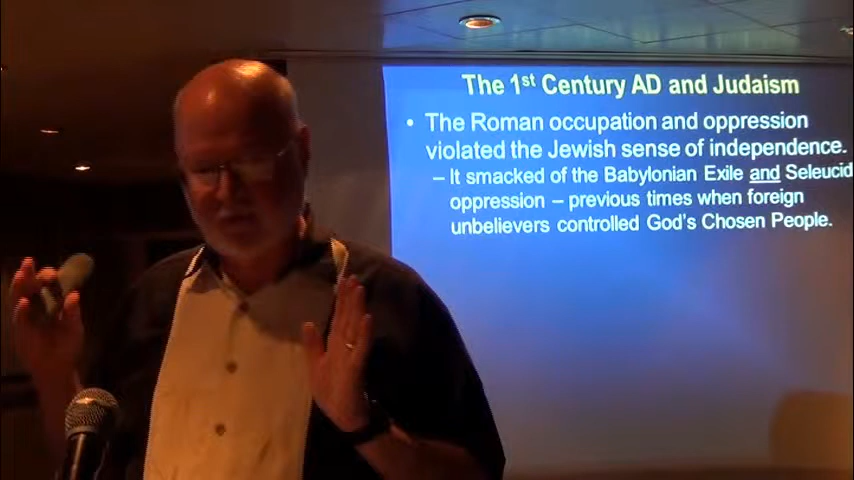 The 1st Century AD and Judaism
• The Roman occupation and oppression
violated the Jewish sense of independence.
– It smacked of the Babylonian Exile and Seleucid
oppression – previous times when foreign
unbelievers controlled God's Chosen People.